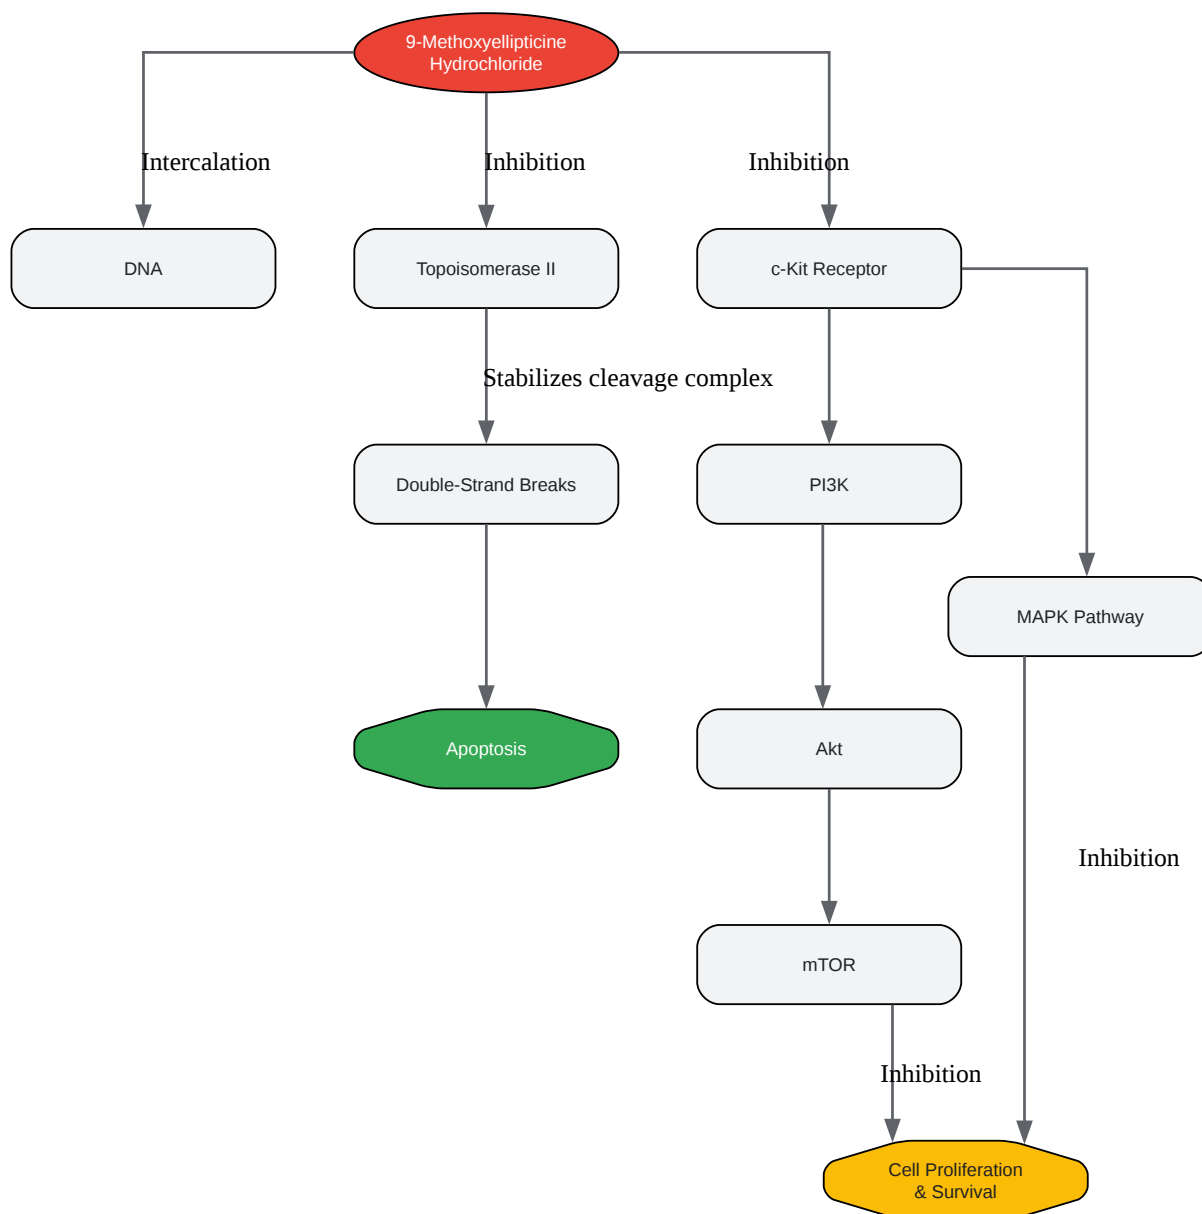 9-Methoxyellipticine
Hydrochloride
Intercalation
Inhibition
Inhibition
DNA
Topoisomerase II
c-Kit Receptor
Stabilizes cleavage complex
Double-Strand Breaks
PI3K
MAPK Pathway
Apoptosis
Akt
Inhibition
mTOR
Inhibition
Cell Proliferation
& Survival